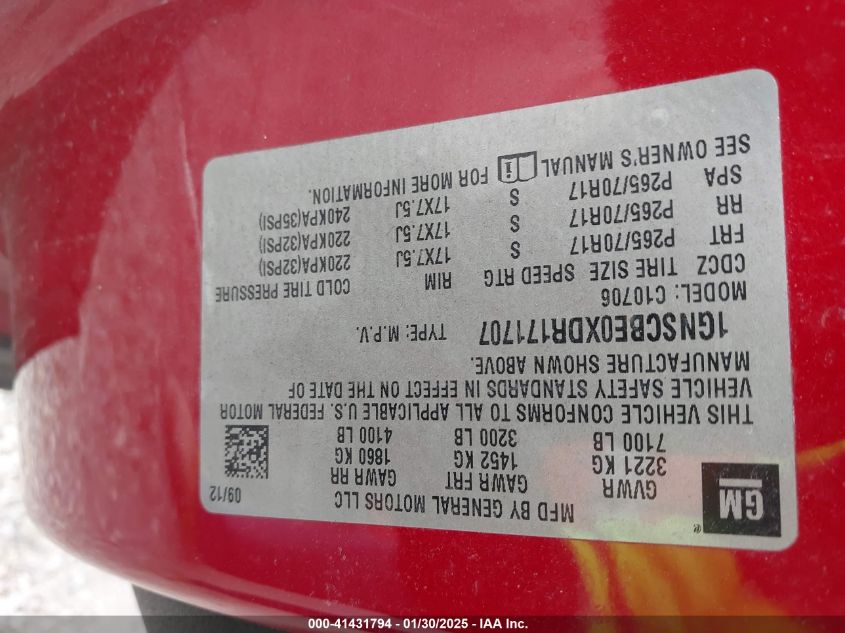 MFD BY GENERAL MOTORS LLC
09/12
GM
GVWR GAWR FRT GAWR RR
3221 KG 1452 KG 1860 KG
7100 LB 3200 LB 4100 LB
THIS VEHICLE CONFORMS TO ALL APPLICABLE U.S. FEDERAL MOTOR
VEHICLE SAFETY STANDARDS IN EFFECT ON THE DATE OF
MANUFACTURE SHOWN ABOVE.
1GNSCBE0XDR171707 TYPE: M.P.V.
MODEL: C10706
CDCZ TIRE SIZE SPEED RTG RIM COLD TIRE PRESSURE
FRT P265/70R17 S 17X7.5J 220KPA(32PSI)
RR P265/70R17 S 17X7.5J 220KPA(32PSI)
SPA P265/70R17 S 17X7.5J 240KPA(35PSI)
SEE OWNER'S MANUAL i FOR MORE INFORMATION.
000-41431794 - 01/30/2025 - IAA Inc.